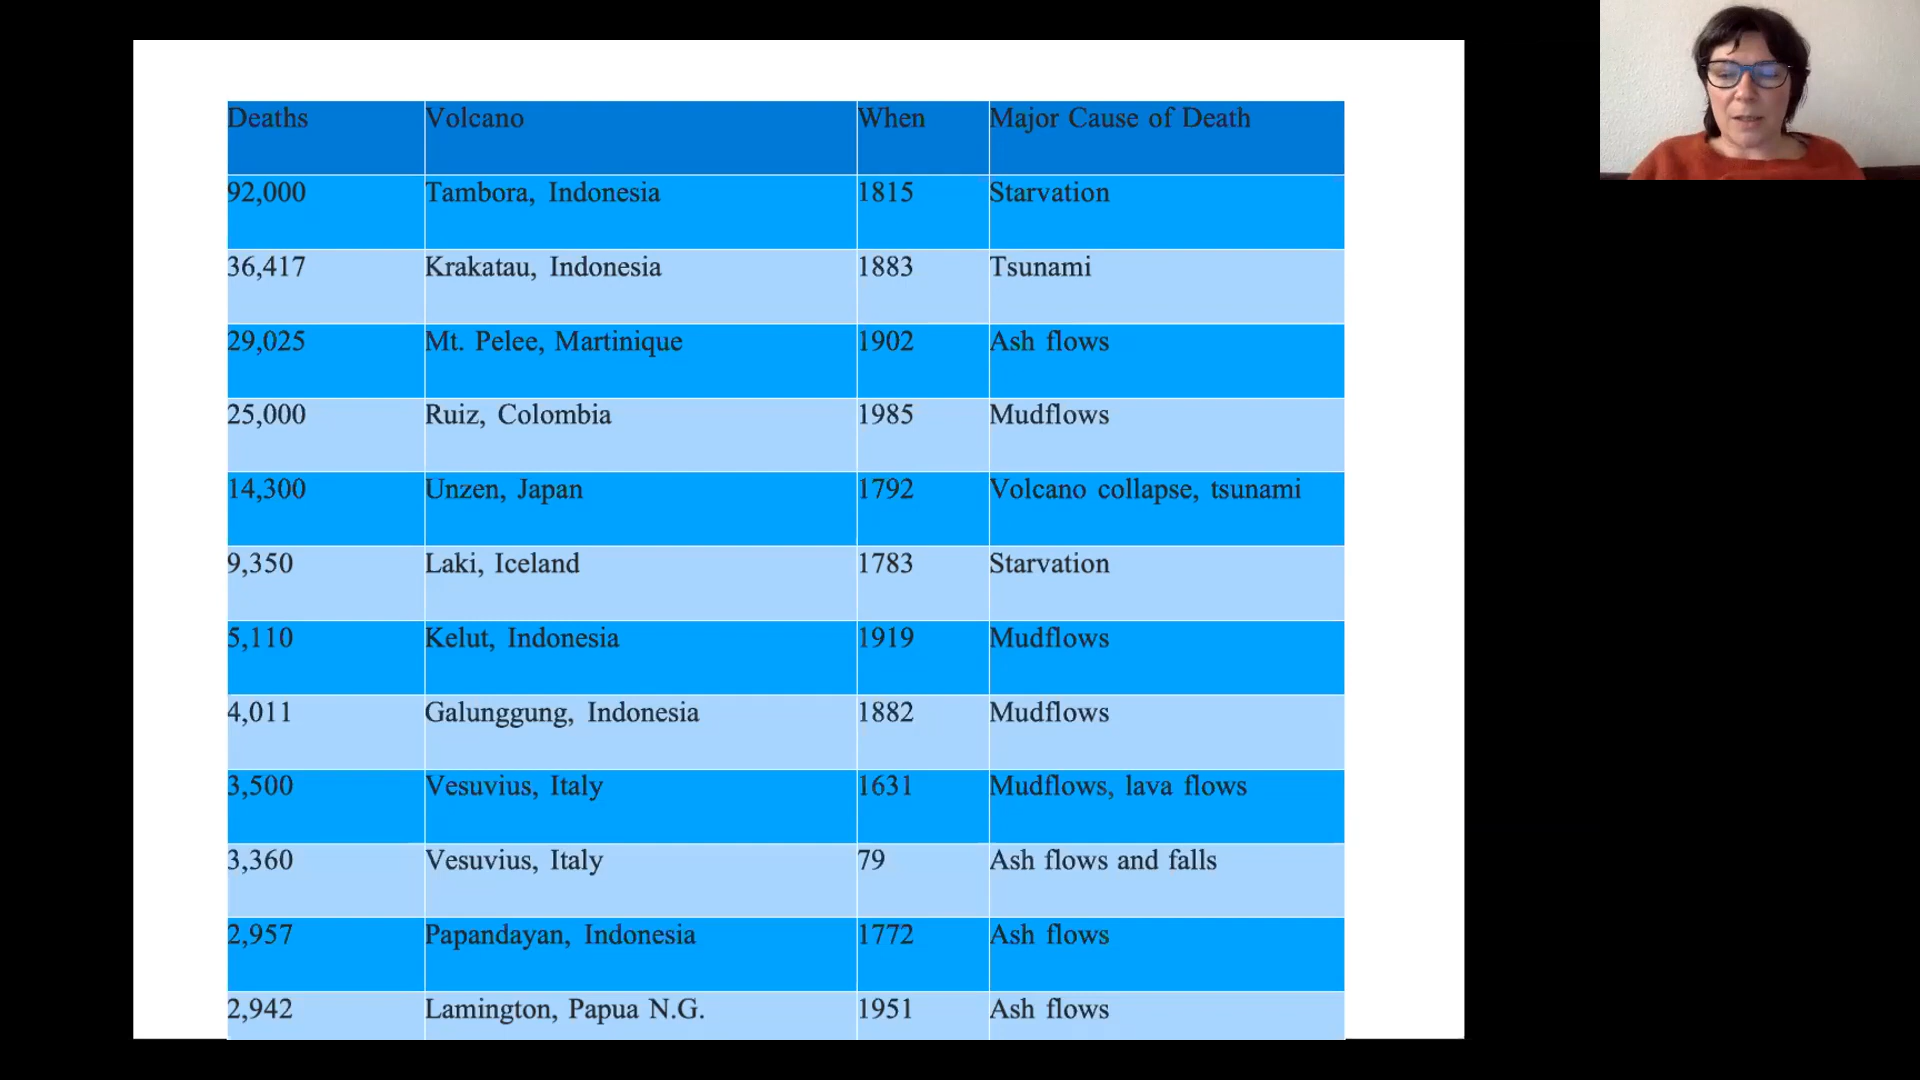 Deaths Volcano When Major Cause of Death
92,000 Tambora, Indonesia 1815 Starvation
36,417 Krakatau, Indonesia 1883 Tsunami
29,025 Mt. Pelee, Martinique 1902 Ash flows
25,000 Ruiz, Colombia 1985 Mudflows
14,300 Unzen, Japan 1792 Volcano collapse, tsunami
9,350 Laki, Iceland 1783 Starvation
5,110 Kelut, Indonesia 1919 Mudflows
4,011 Galunggung, Indonesia 1882 Mudflows
3,500 Vesuvius, Italy 1631 Mudflows, lava flows
3,360 Vesuvius, Italy 79 Ash flows and falls
2,957 Papandayan, Indonesia 1772 Ash flows
2,942 Lamington, Papua N.G. 1951 Ash flows